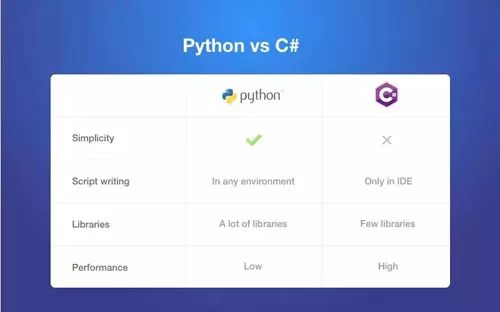 Python vs C#
python C#
Simplicity
Script writing In any environment Only in IDE
Libraries A lot of libraries Few libraries
Performance Low High